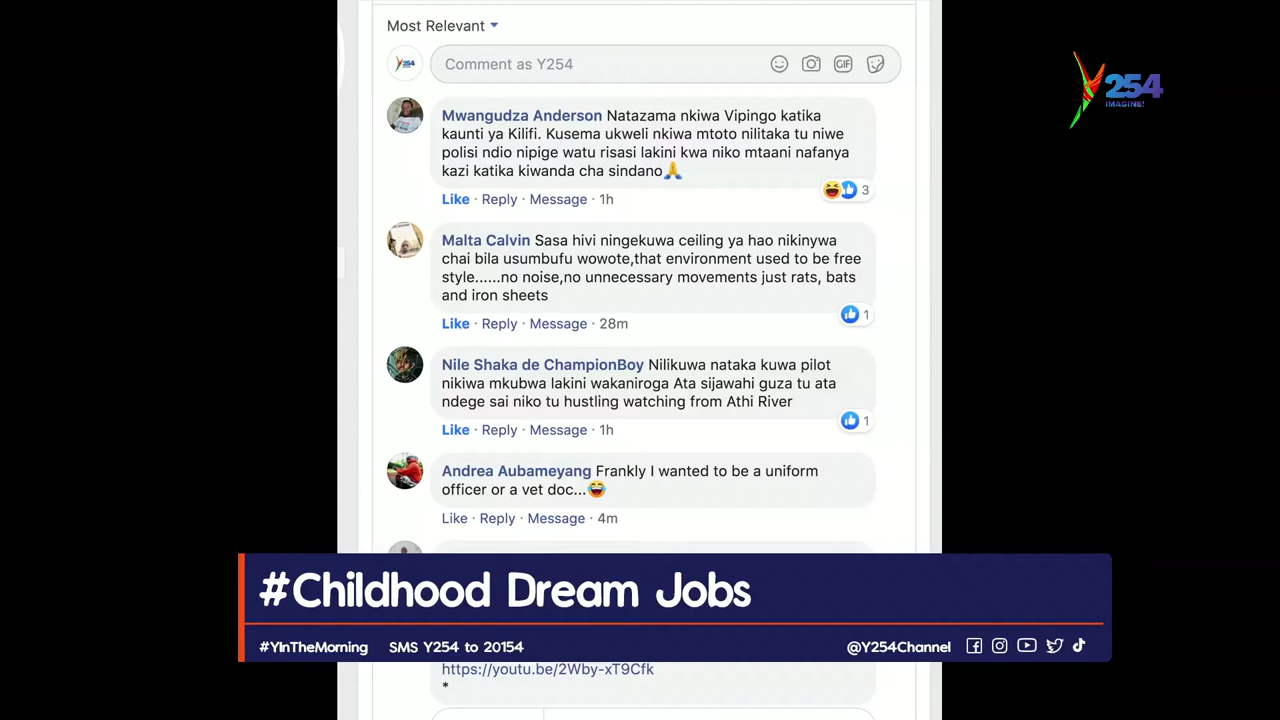 Most Relevant
Y254
IMAGINE!
Y254
Comment as Y254
GIF
Mwangudza Anderson Natazama nkiwa Vipingo katika
kaunti ya Kilifi. Kusema ukweli nkiwa mtoto nilitaka tu niwe
polisi ndio nipige watu risasi lakini kwa niko mtaani nafanya
kazi katika kiwanda cha sindano🙏
3
Like · Reply · Message · 1h
Malta Calvin Sasa hivi ningekuwa ceiling ya hao nikinywa
chai bila usumbufu wowote,that environment used to be free
style......no noise,no unnecessary movements just rats, bats
and iron sheets
1
Like · Reply · Message · 28m
Nile Shaka de ChampionBoy Nilikuwa nataka kuwa pilot
nikiwa mkubwa lakini wakaniroga Ata sijawahi guza tu ata
ndege sai niko tu hustling watching from Athi River
1
Like · Reply · Message · 1h
Andrea Aubameyang Frankly I wanted to be a uniform
officer or a vet doc...😂
Like · Reply · Message · 4m
#Childhood Dream Jobs
#YInTheMorning SMS Y254 to 20154 @Y254Channel
https://youtu.be/2Wby-xT9Cfk
*